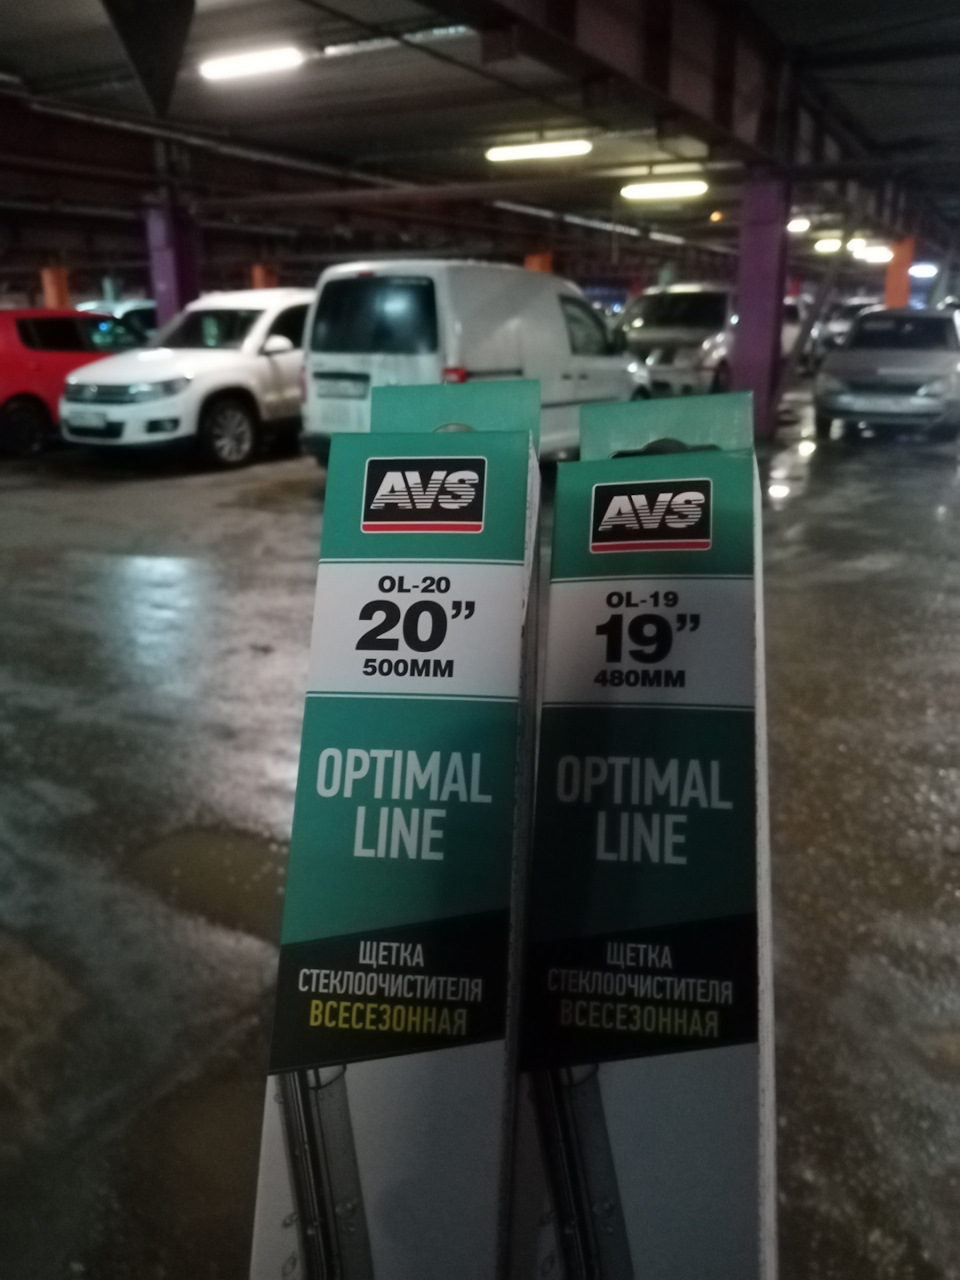 AVS
OL-20
20”
500MM
OPTIMAL
LINE
ЩЕТКА
СТЕКЛООЧИСТИТЕЛЯ
ВСЕСЕЗОННАЯ
AVS
OL-19
19”
480MM
OPTIMAL
LINE
ЩЕТКА
СТЕКЛООЧИСТИТЕЛЯ
ВСЕСЕЗОННАЯ